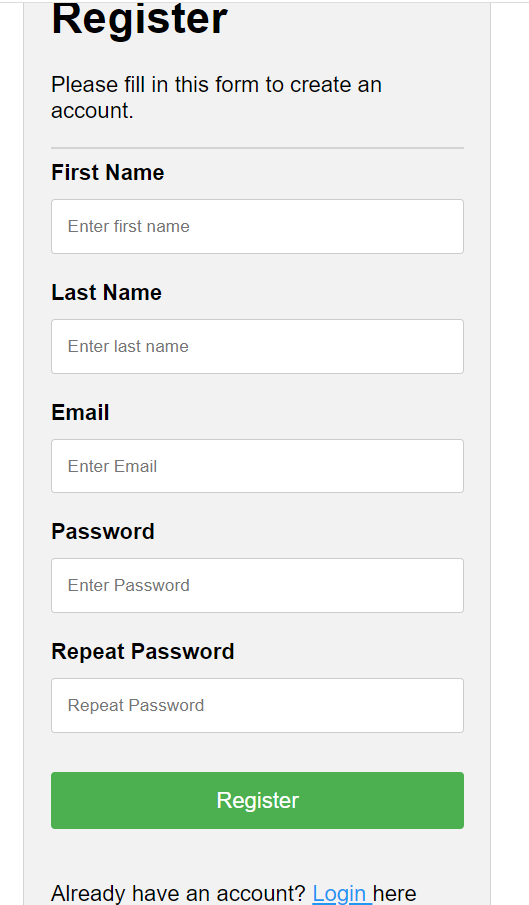 Register
Please fill in this form to create an
account.
First Name
Enter first name
Last Name
Enter last name
Email
Enter Email
Password
Enter Password
Repeat Password
Repeat Password
Register
Already have an account? Login here